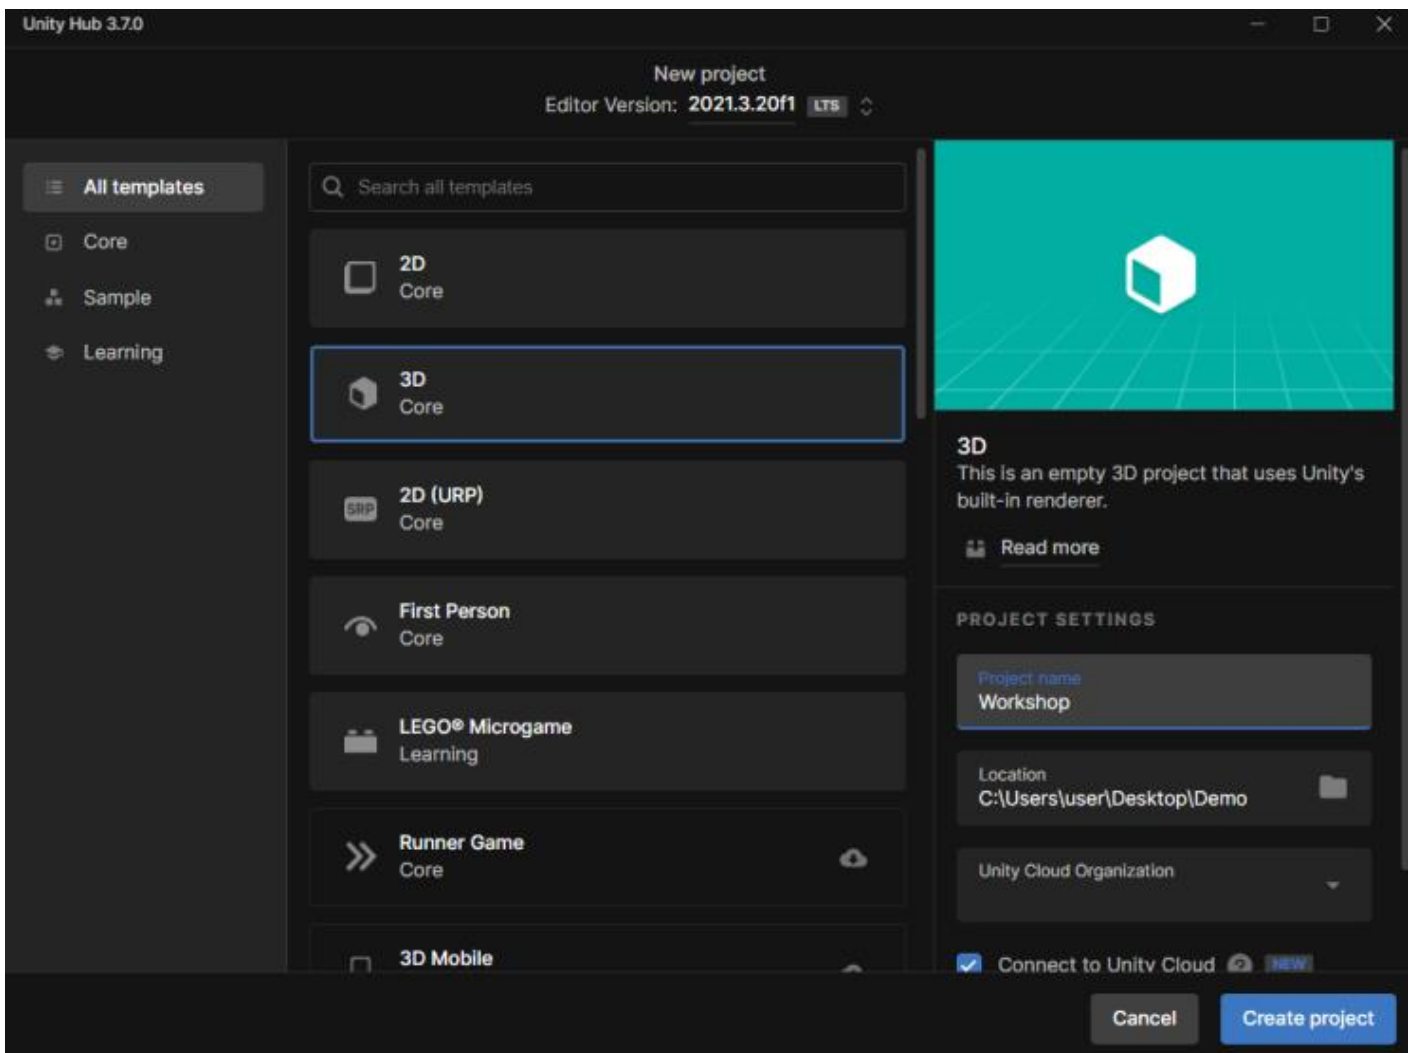 Unity Hub 3.7.0
New project
Editor Version: 2021.3.20f1 LTS
All templates
Core
Sample
Learning
Search all templates
2D
Core
3D
Core
SRP
2D (URP)
Core
First Person
Core
LEGO® Microgame
Learning
Runner Game
Core
3D Mobile
3D
This is an empty 3D project that uses Unity's
built-in renderer.
Read more
PROJECT SETTINGS
Project name
Workshop
Location
C:\Users\user\Desktop\Demo
Unity Cloud Organization
Connect to Unity Cloud ? NEW
Cancel
Create project